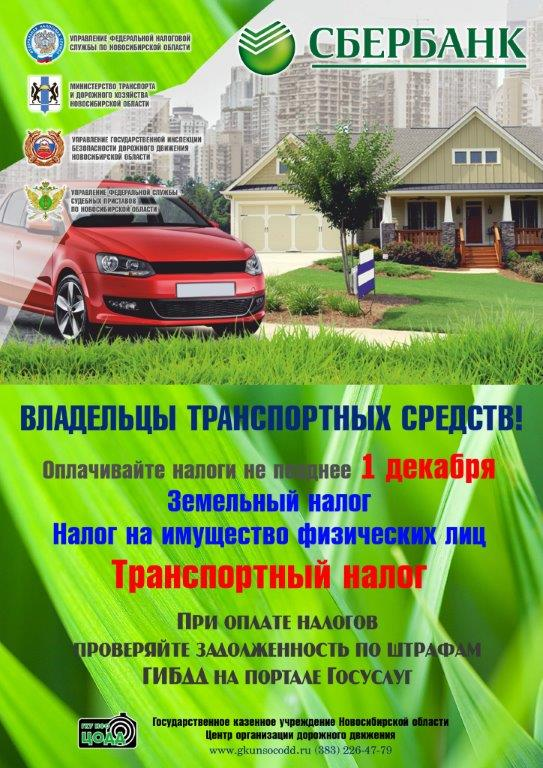 УПРАВЛЕНИЕ ФЕДЕРАЛЬНОЙ НАЛОГОВОЙ
СЛУЖБЫ ПО НОВОСИБИРСКОЙ ОБЛАСТИ
СБЕРБАНК
МИНИСТЕРСТВО ТРАНСПОРТА
И ДОРОЖНОГО ХОЗЯЙСТВА
НОВОСИБИРСКОЙ ОБЛАСТИ
УПРАВЛЕНИЕ ГОСУДАРСТВЕННОЙ ИНСПЕКЦИИ
БЕЗОПАСНОСТИ ДОРОЖНОГО ДВИЖЕНИЯ
НОВОСИБИРСКОЙ ОБЛАСТИ
УПРАВЛЕНИЕ ФЕДЕРАЛЬНОЙ СЛУЖБЫ
СУДЕБНЫХ ПРИСТАВОВ
ПО НОВОСИБИРСКОЙ ОБЛАСТИ
ВЛАДЕЛЬЦЫ ТРАНСПОРТНЫХ СРЕДСТВ!
Оплачивайте налоги не позднее 1 декабря
Земельный налог
Налог на имущество физических лиц
Транспортный налог
При оплате налогов
проверяйте задолженность по штрафам
ГИБДД на портале Госуслуг
ГКУ НСО
ЦОДД
Государственное казенное учреждение Новосибирской области
Центр организации дорожного движения
www.gkunsocodd.ru (383) 226-47-79